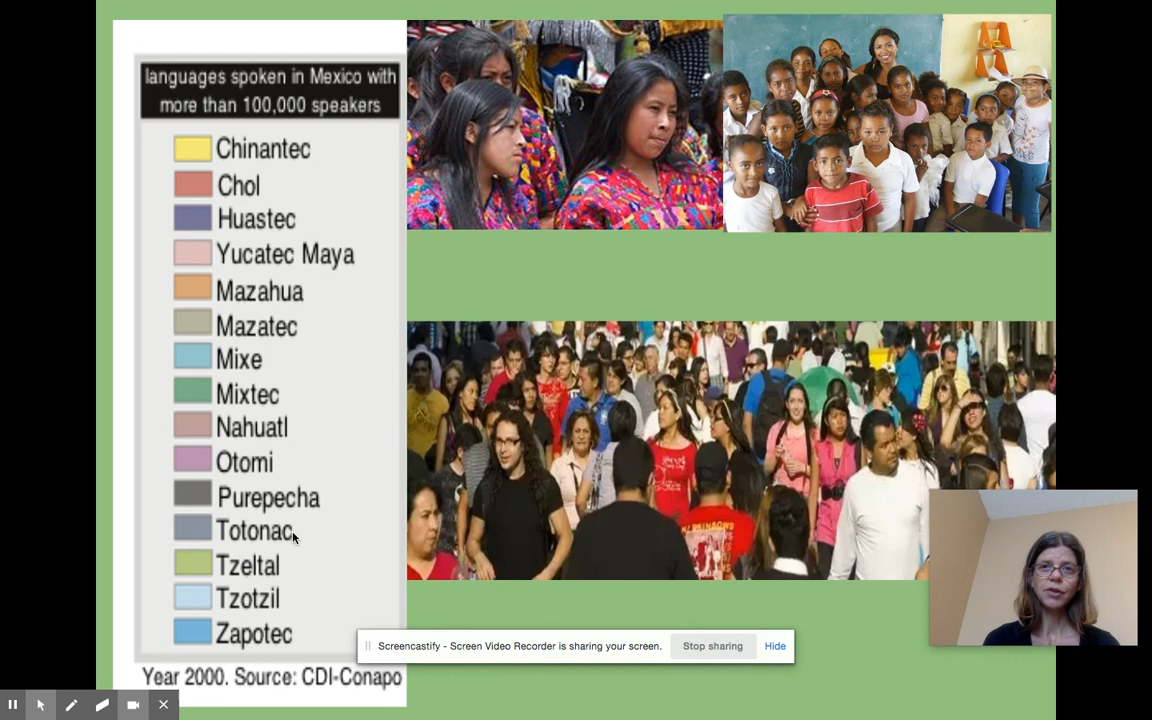 languages spoken in Mexico with
more than 100,000 speakers
Chinantec
Chol
Huastec
Yucatec Maya
Mazahua
Mazatec
Mixe
Mixtec
Nahuatl
Otomi
Purepecha
Totonac
Tzeltal
Tzotzil
Zapotec
Year 2000. Source: CDI-Conapo
Screencastify - Screen Video Recorder is sharing your screen.
Stop sharing
Hide